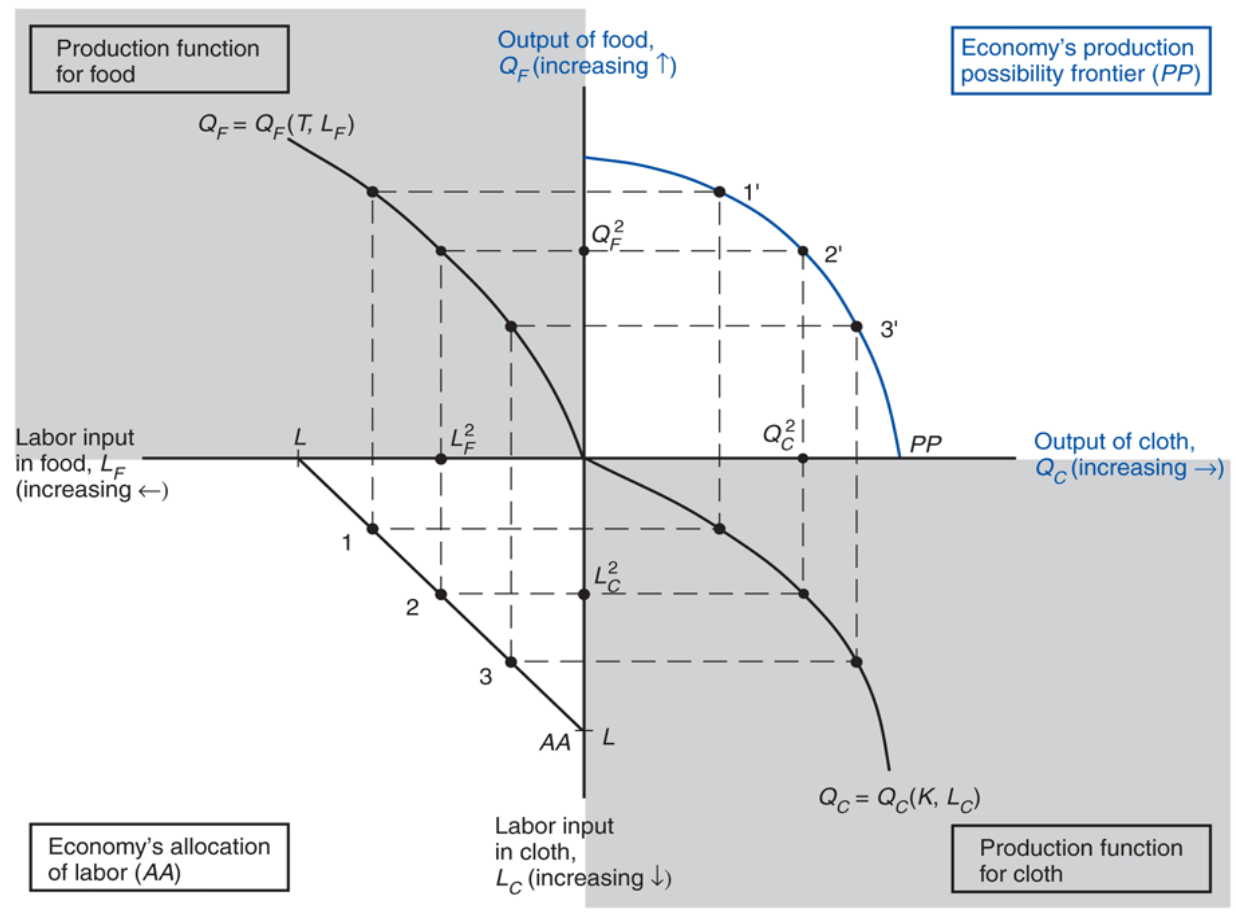 Production function
for food
Output of food,
Q_F (increasing ↑)
Economy's production
possibility frontier (PP)
Q_F = Q_F(T, L_F)
1'
Q_F^2
2'
3'
Labor input
in food, L_F
(increasing ←)
L
L_F^2
Q_C^2
PP
Output of cloth,
Q_C (increasing →)
1
2
L_C^2
3
AA
L
Q_C = Q_C(K, L_C)
Economy's allocation
of labor (AA)
Labor input
in cloth,
L_C (increasing ↓)
Production function
for cloth